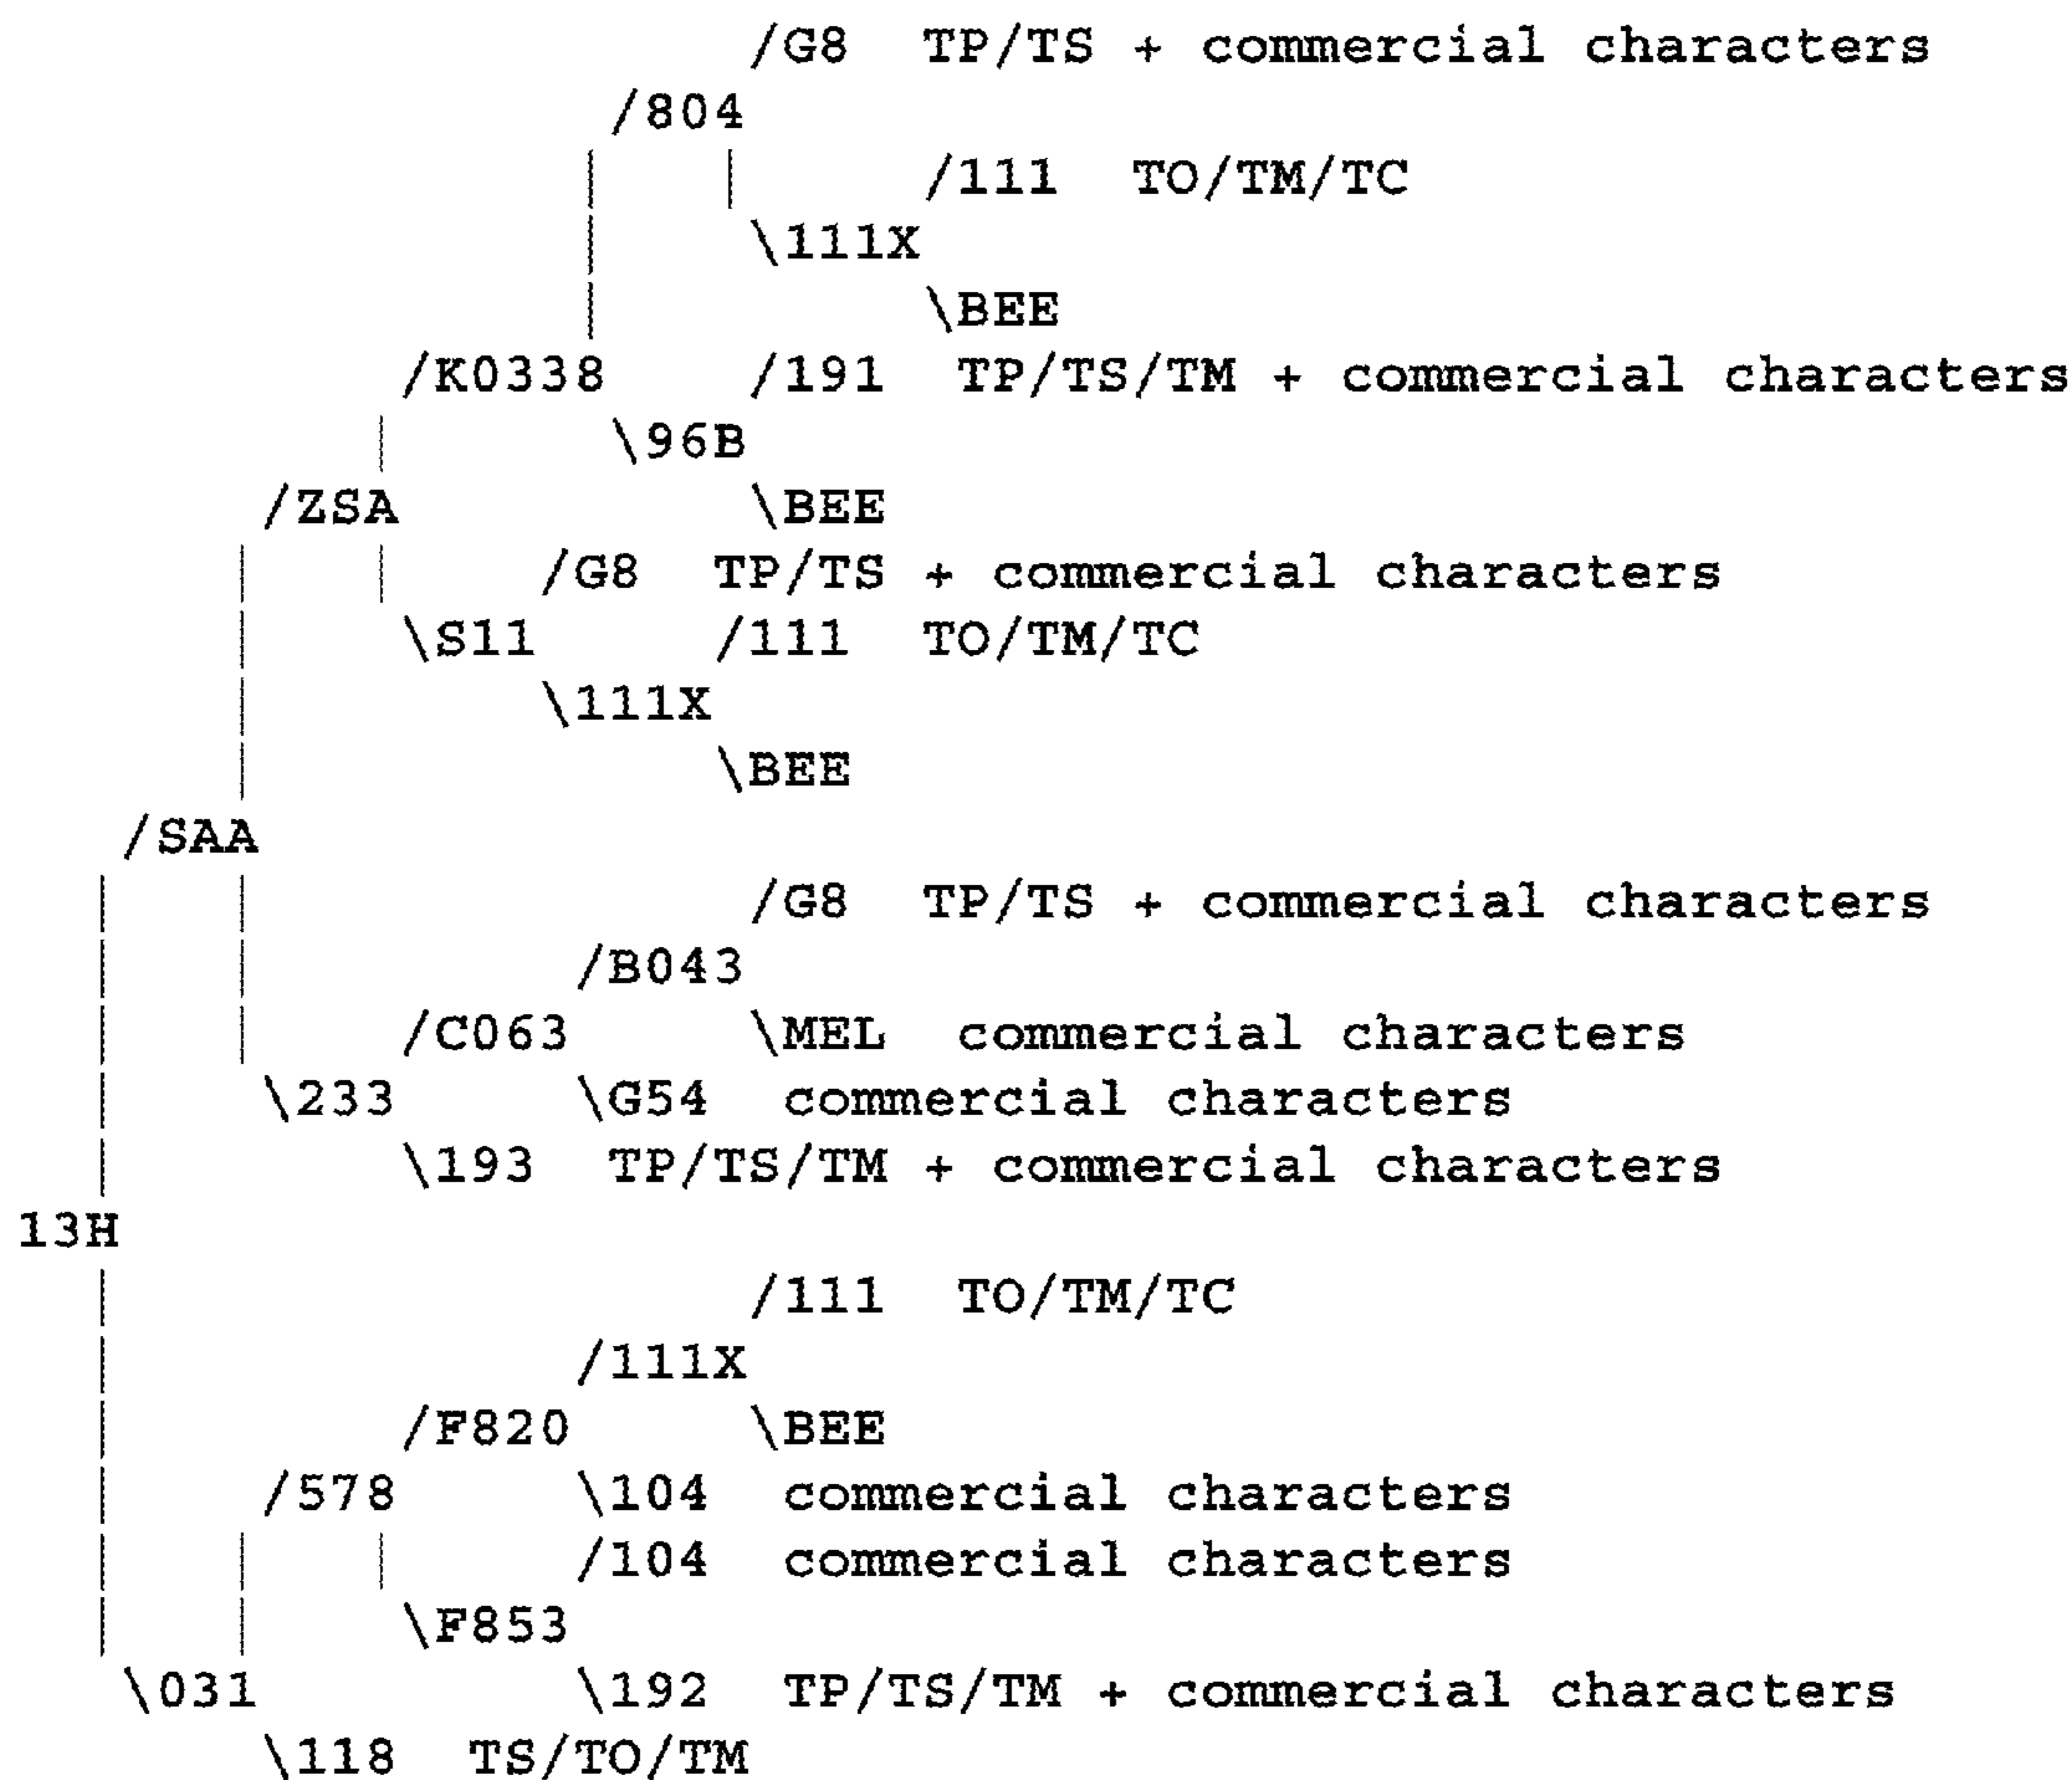 /G8 TP/TS + commercial characters
/804
/111 TO/TM/TC
\111X
\BEE
/K0338 /191 TP/TS/TM + commercial characters
\96B
/ZSA \BEE
/G8 TP/TS + commercial characters
\S11 /111 TO/TM/TC
\111X
\BEE
/SAA
/G8 TP/TS + commercial characters
/B043
/C063 \MEL commercial characters
\233 \G54 commercial characters
\193 TP/TS/TM + commercial characters
13H
/111 TO/TM/TC
/111X
/F820 \BEE
/578 \104 commercial characters
/104 commercial characters
\F853
\031 \192 TP/TS/TM + commercial characters
\118 TS/TO/TM